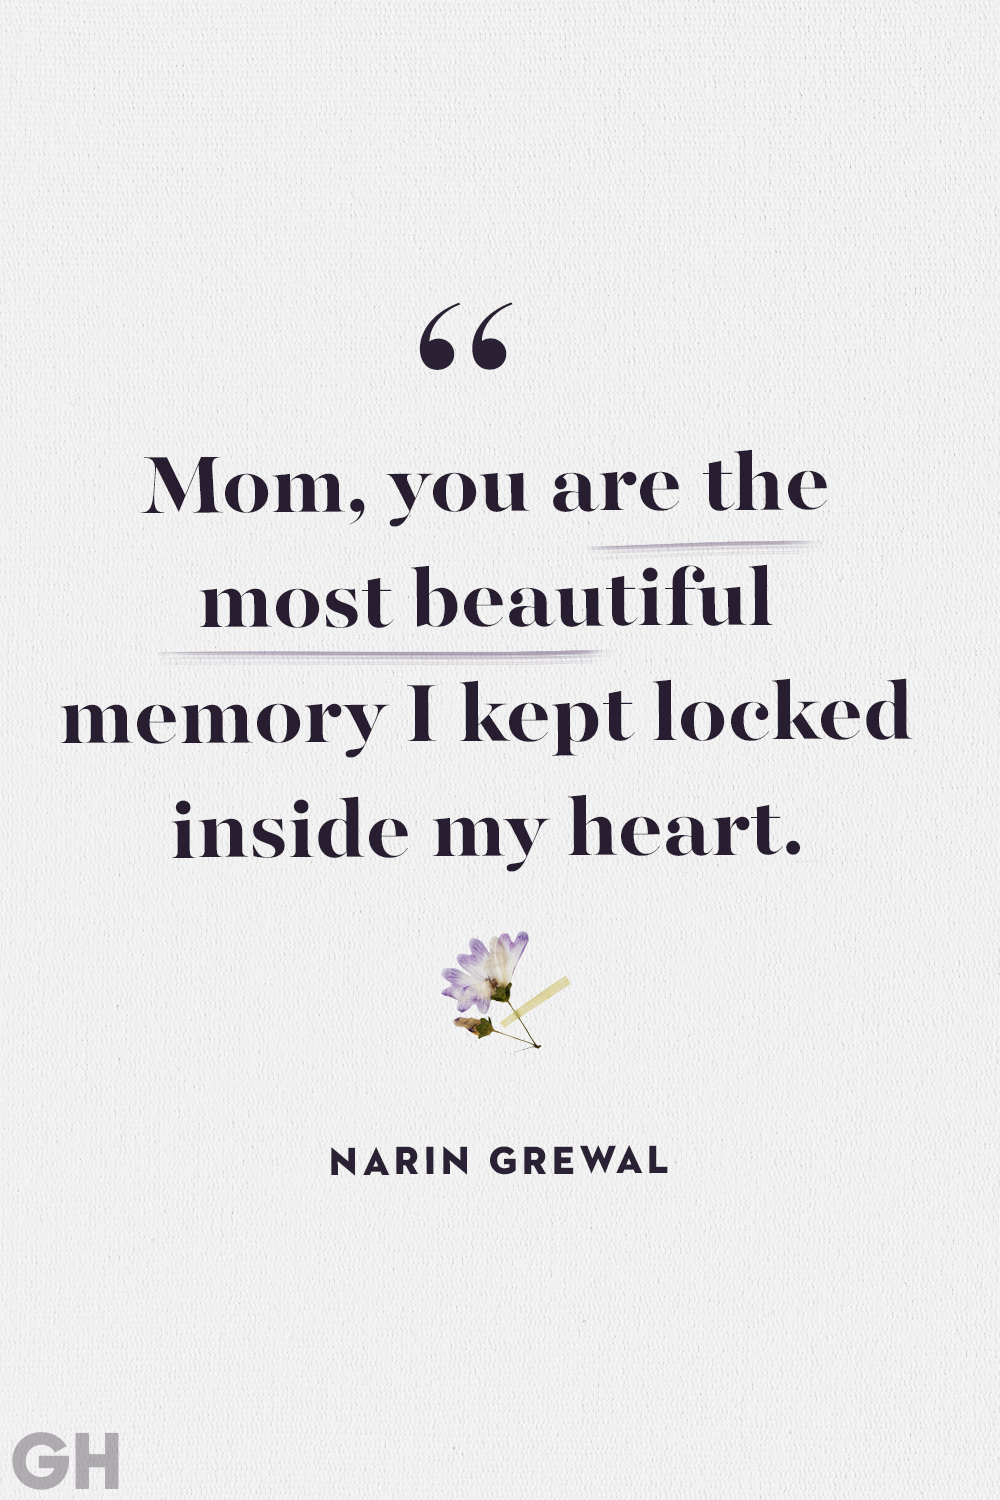 “
Mom, you are the
most beautiful
memory I kept locked
inside my heart.
NARIN GREWAL
GH